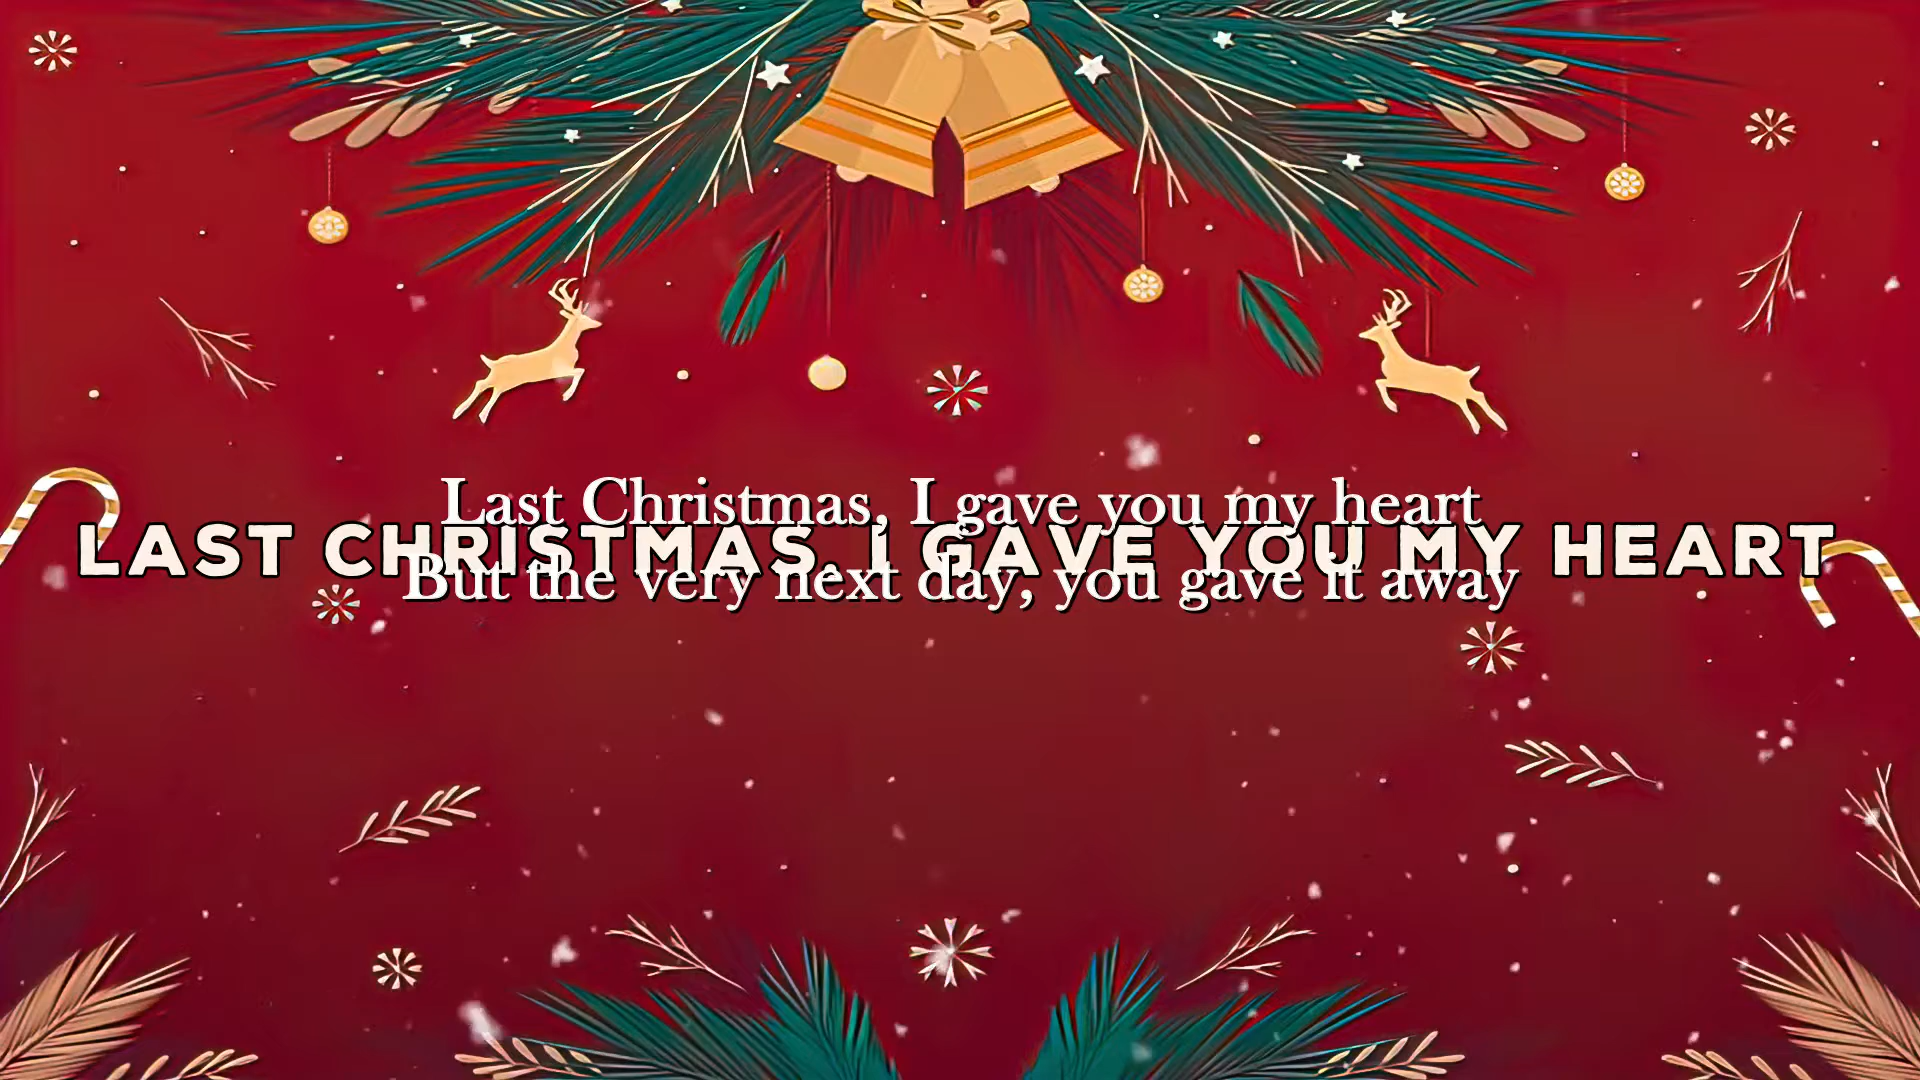 Last Christmas, I gave you my heart
LAST CHRISTMAS, I GAVE YOU MY HEART
But the very next day, you gave it away